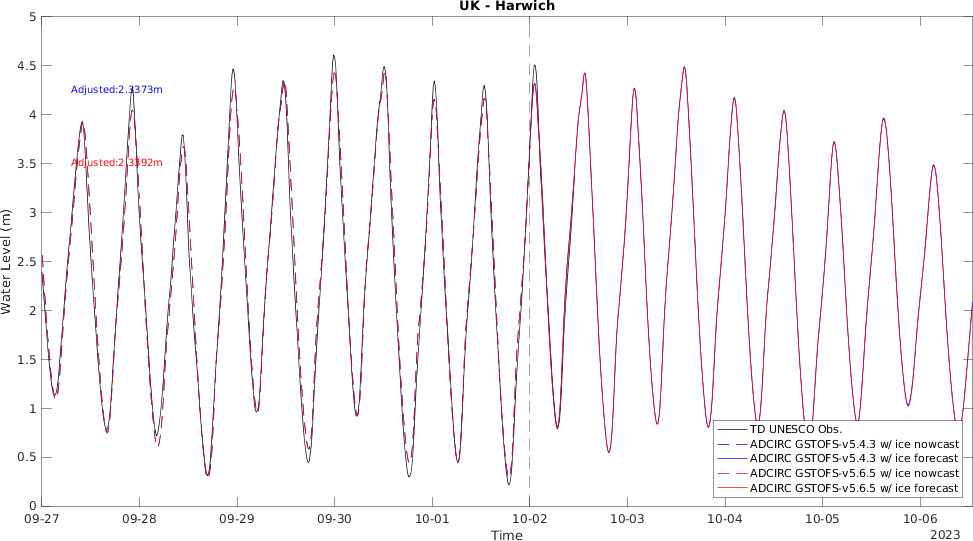 UK - Harwich
5
4.5
4
3.5
3
2.5
2
1.5
1
0.5
0
Water Level (m)
Adjusted:2.3373m
Adjusted:2.3392m
TD UNESCO Obs.
ADCIRC GSTOFS-v5.4.3 w/ ice nowcast
ADCIRC GSTOFS-v5.4.3 w/ ice forecast
ADCIRC GSTOFS-v5.6.5 w/ ice nowcast
ADCIRC GSTOFS-v5.6.5 w/ ice forecast
09-27 09-28 09-29 09-30 10-01 10-02 10-03 10-04 10-05 10-06
Time
2023